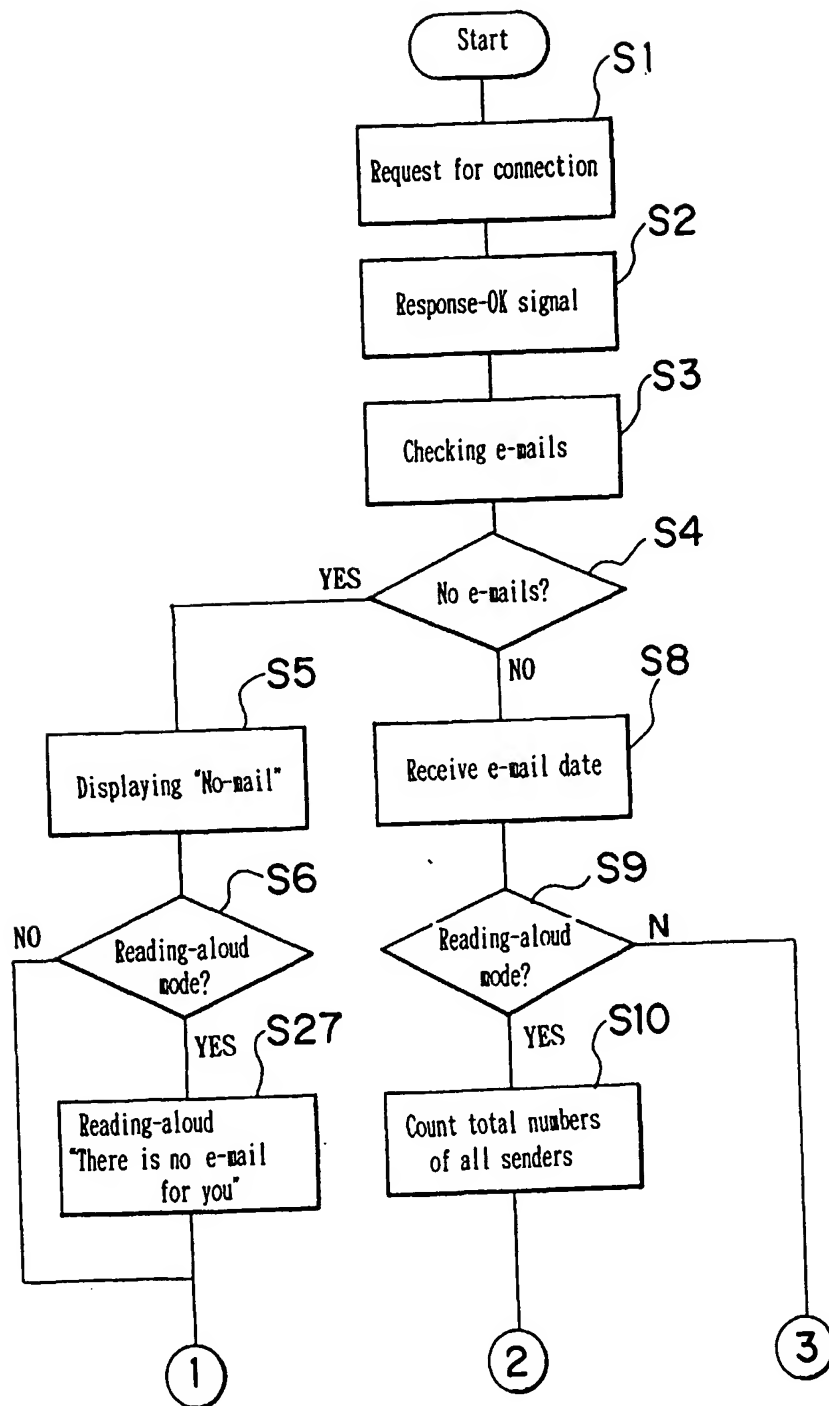 Start
S1
Request for connection
S2
Response-OK signal
S3
Checking e-mails
S4
No e-mails?
YES
NO
S5
Displaying "No-mail"
S8
Receive e-mail date
S6
Reading-aloud
mode?
NO
YES
S9
Reading-aloud
mode?
N
YES
S27
Reading-aloud
"There is no e-mail
for you"
S10
Count total numbers
of all senders
1
2
3